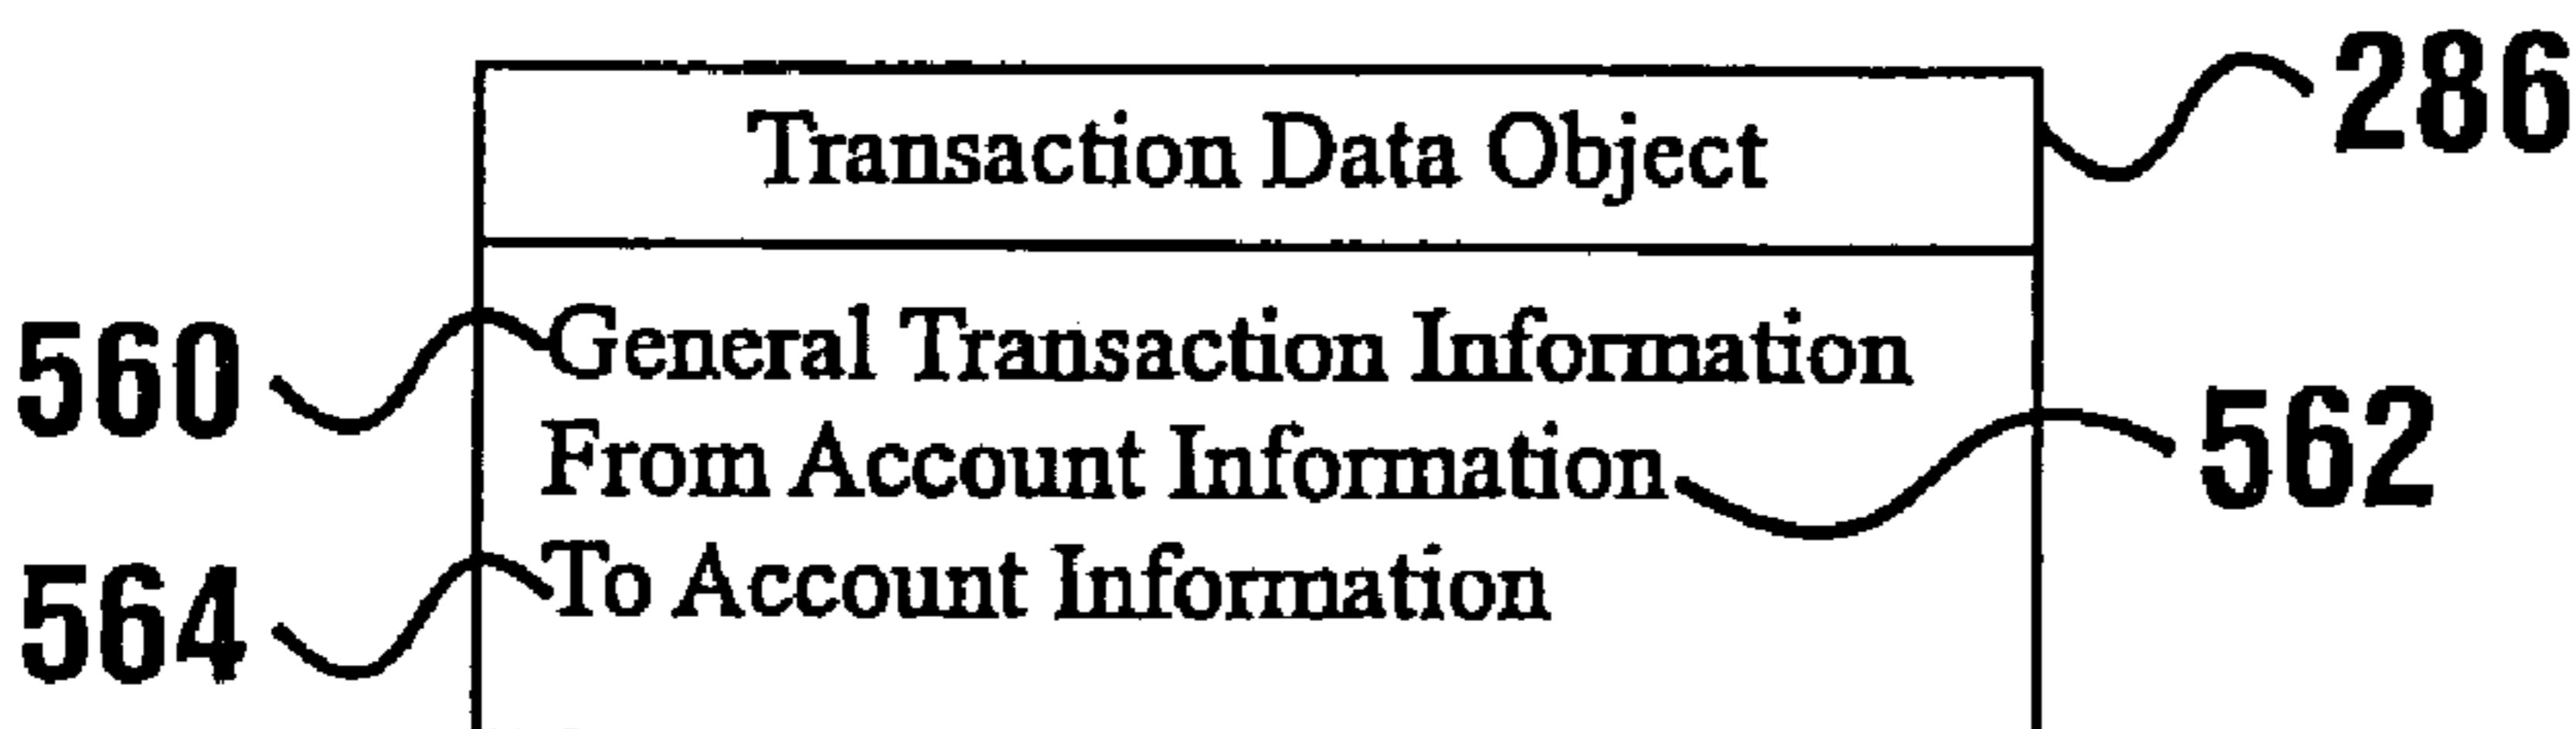 Transaction Data Object 286
560 General Transaction Information
From Account Information 562
564 To Account Information